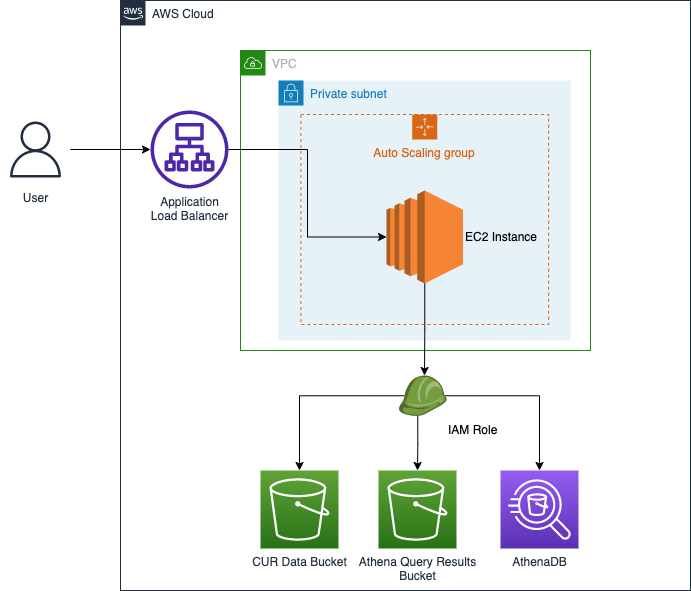 aws
AWS Cloud
VPC
Private subnet
Auto Scaling group
User
Application
Load Balancer
EC2 Instance
IAM Role
CUR Data Bucket
Athena Query Results
Bucket
AthenaDB